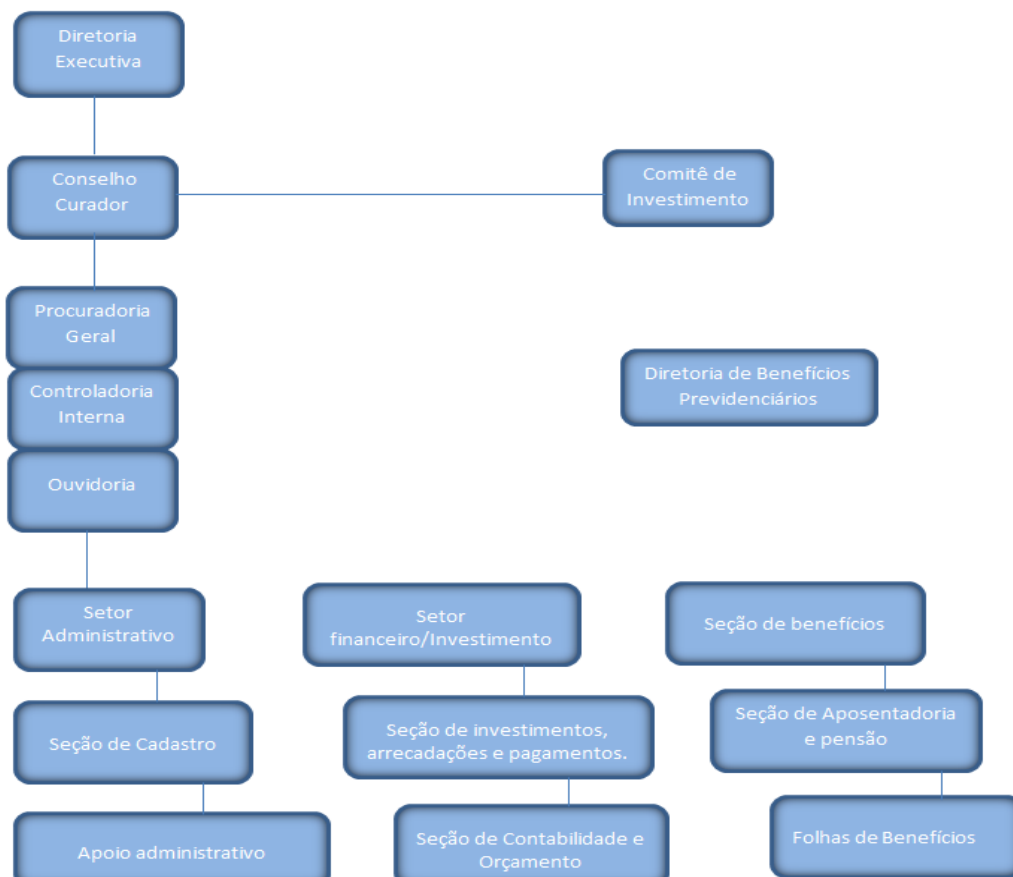 Diretoria
Executiva
Conselho
Curador
Comitê de
Investimento
Procuradoria
Geral
Controladoria
Interna
Ouvidoria
Diretoria de Benefícios
Previdenciários
Setor
Administrativo
Setor
financeiro/Investimento
Seção de benefícios
Seção de Cadastro
Seção de investimentos,
arrecadações e pagamentos.
Seção de Aposentadoria
e pensão
Apoio administrativo
Seção de Contabilidade e
Orçamento
Folhas de Benefícios